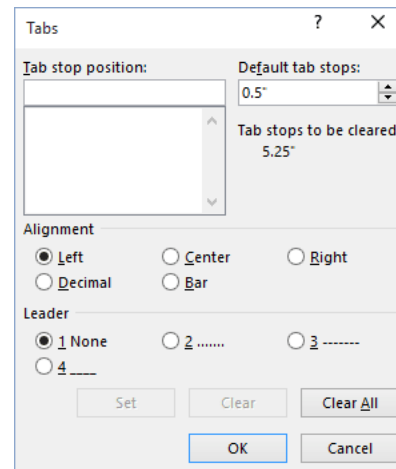 Tabs ? ×
Tab stop position: Default tab stops:
0.5"
Tab stops to be cleared
5.25"
Alignment
Left Center Right
Decimal Bar
Leader
1 None 2 ....... 3 -------
4 ___
Set Clear Clear All
OK Cancel